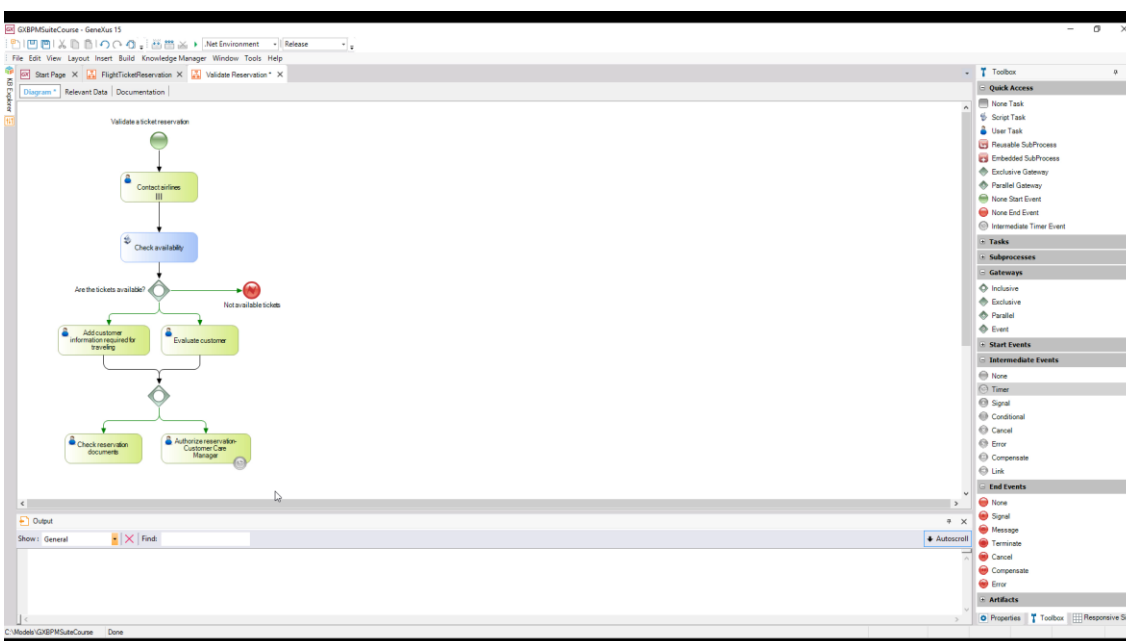 GXBPMSuiteCourse - GeneXus 15
.Net Environment Release
File Edit View Layout Insert Build Knowledge Manager Window Tools Help
Start Page FlightTicketReservation Validate Reservation *
KB Explorer
Diagram * Relevant Data Documentation
Validate a ticket reservation
Contact airlines
Check availability
Are the tickets available?
Not available tickets
Add customer
information required for
traveling
Evaluate customer
Check reservation
documents
Authorize reservation-
Customer Care
Manager
Output
Show: General Find:
Autoscroll
C:\Models\GXBPMSuiteCourse Done
Toolbox
Quick Access
None Task
Script Task
User Task
Reusable SubProcess
Embedded SubProcess
Exclusive Gateway
Parallel Gateway
None Start Event
None End Event
Intermediate Timer Event
Tasks
Subprocesses
Gateways
Inclusive
Exclusive
Parallel
Event
Start Events
Intermediate Events
None
Timer
Signal
Conditional
Cancel
Error
Compensate
Link
End Events
None
Signal
Message
Terminate
Cancel
Compensate
Error
Artifacts
Properties Toolbox Responsive